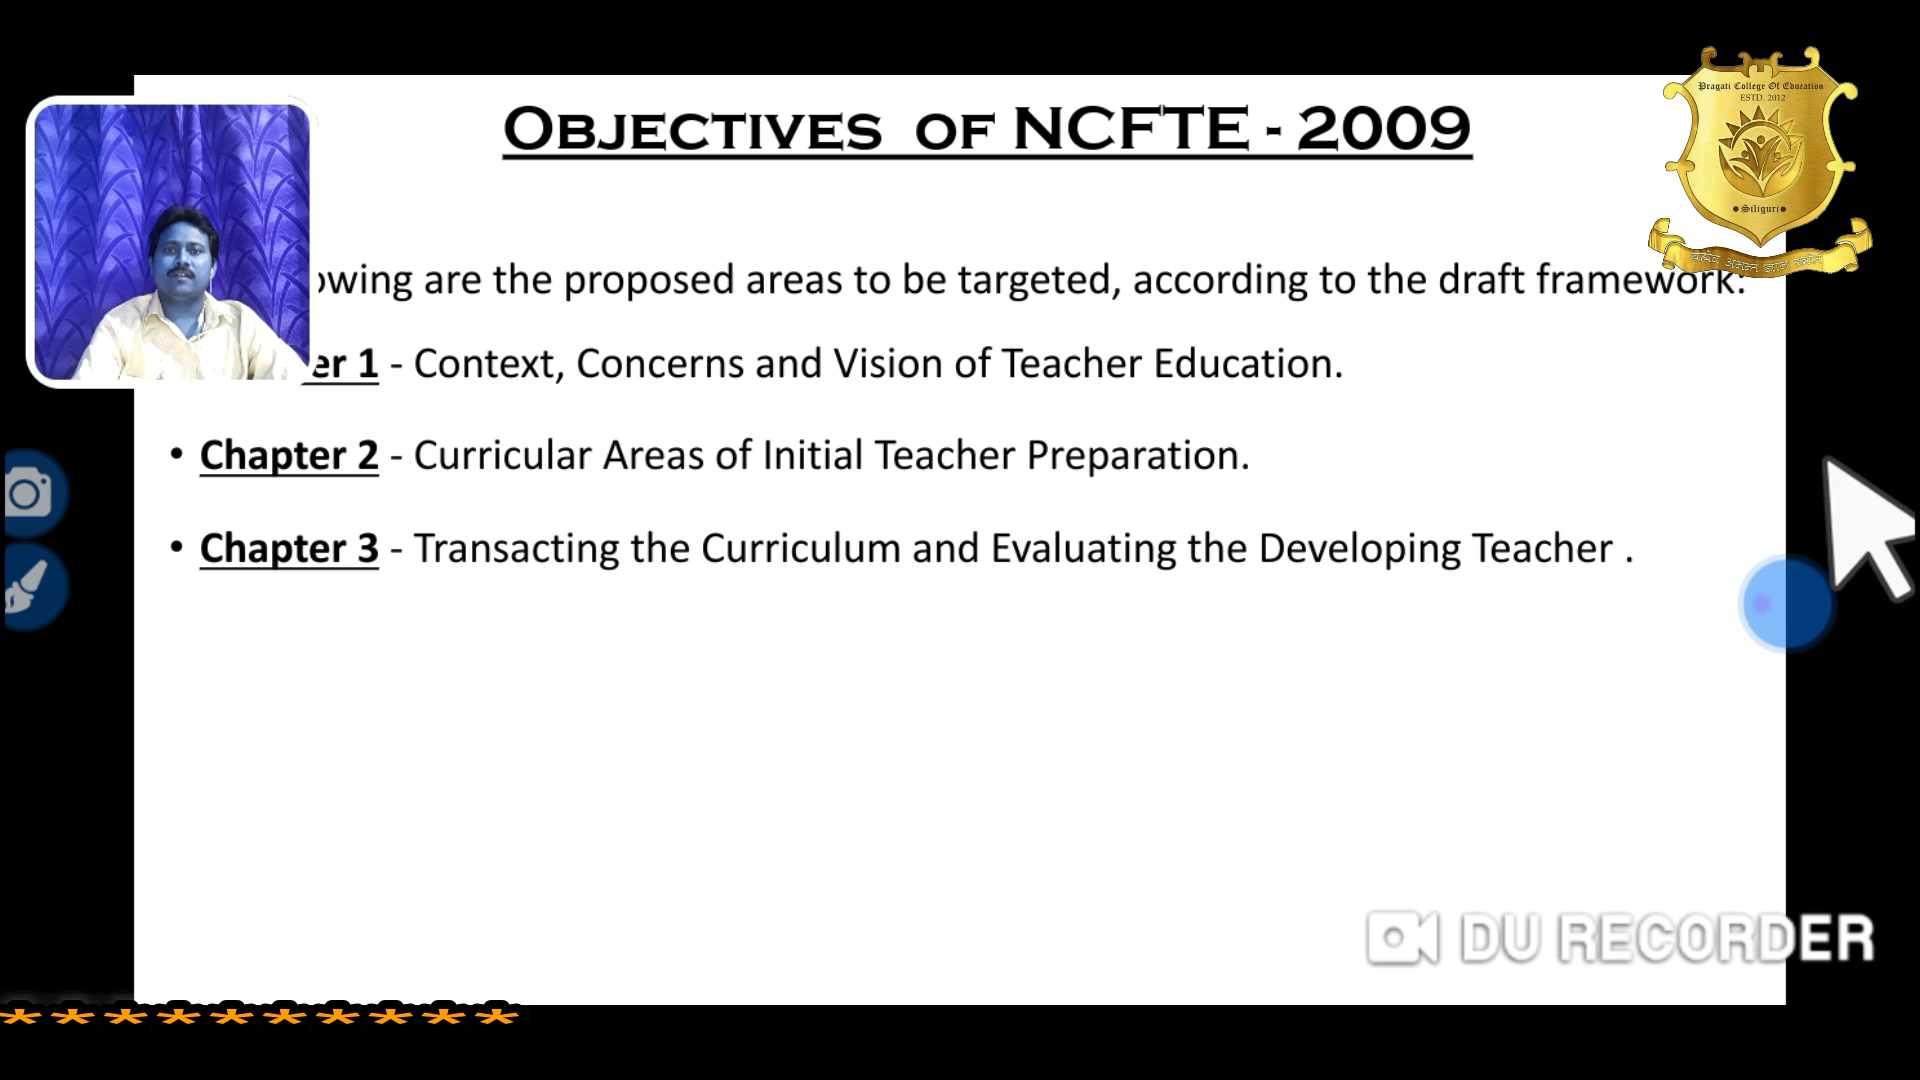 Pragati College Of Education
ESTD. 2012
OBJECTIVES OF NCFTE - 2009
•Siliguri•
owing are the proposed areas to be targeted, according to the draft framework:
er 1 - Context, Concerns and Vision of Teacher Education.
• Chapter 2 - Curricular Areas of Initial Teacher Preparation.
• Chapter 3 - Transacting the Curriculum and Evaluating the Developing Teacher .
DU RECORDER